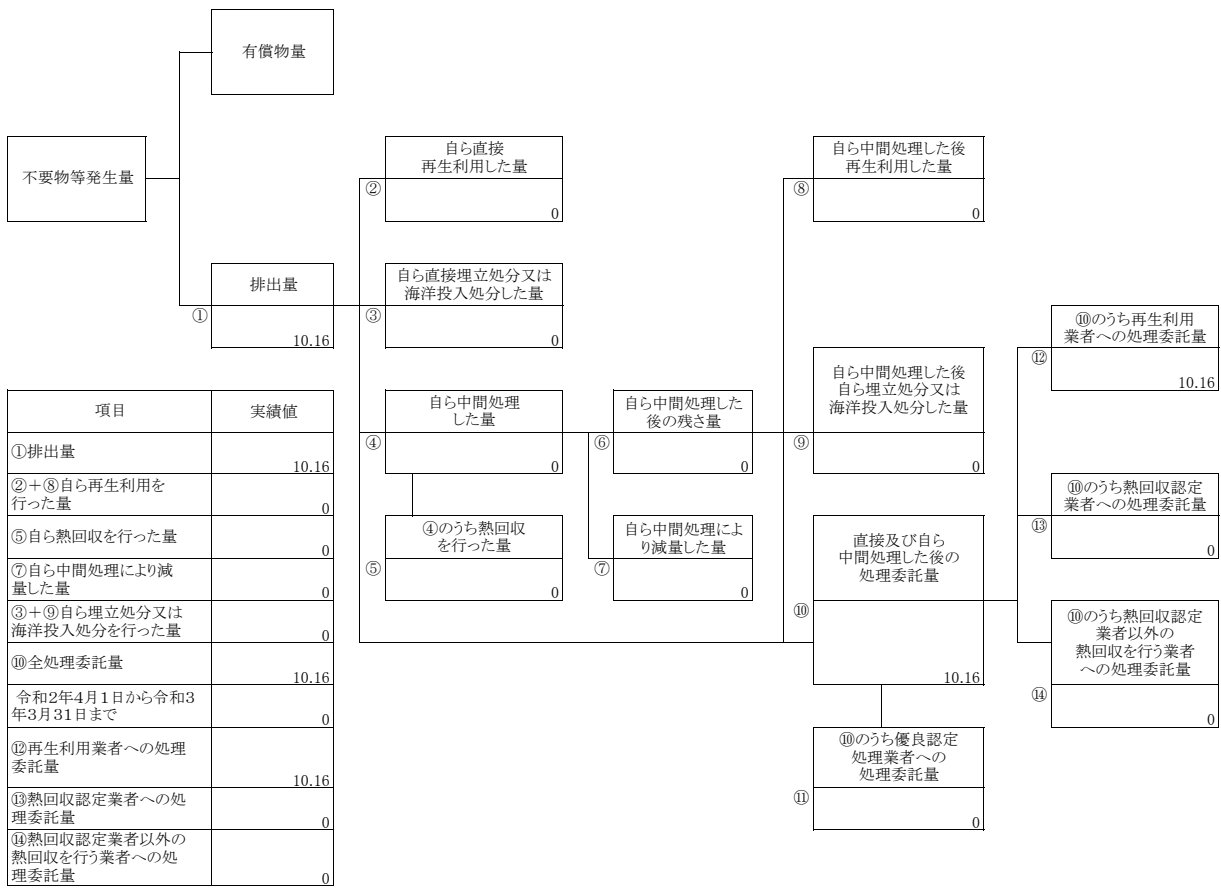 有償物量
不要物等発生量
自ら直接
再生利用した量
②
0
自ら中間処理した後
再生利用した量
⑧
0
排出量
①
10.16
自ら直接埋立処分又は
海洋投入処分した量
③
0
⑩のうち再生利用
業者への処理委託量
⑫
10.16
自ら中間処理
した量
④
0
自ら中間処理した
後の残さ量
⑥
0
自ら中間処理した後
自ら埋立処分又は
海洋投入処分した量
⑨
0
⑩のうち熱回収認定
業者への処理委託量
⑬
0
④のうち熱回収
を行った量
⑤
0
自ら中間処理によ
り減量した量
⑦
0
直接及び自ら
中間処理した後の
処理委託量
⑩
10.16
⑩のうち熱回収認定
業者以外の
熱回収を行う業者
への処理委託量
⑭
0
⑩のうち優良認定
処理業者への
処理委託量
⑪
0
項目 実績値
①排出量
10.16
②+⑧自ら再生利用を
行った量
0
⑤自ら熱回収を行った量
0
⑦自ら中間処理により減
量した量
0
③+⑨自ら埋立処分又は
海洋投入処分を行った量
0
⑩全処理委託量
10.16
令和2年4月1日から令和3
年3月31日まで
0
⑫再生利用業者への処理
委託量
10.16
⑬熱回収認定業者への処
理委託量
0
⑭熱回収認定業者以外の
熱回収を行う業者への処
理委託量
0